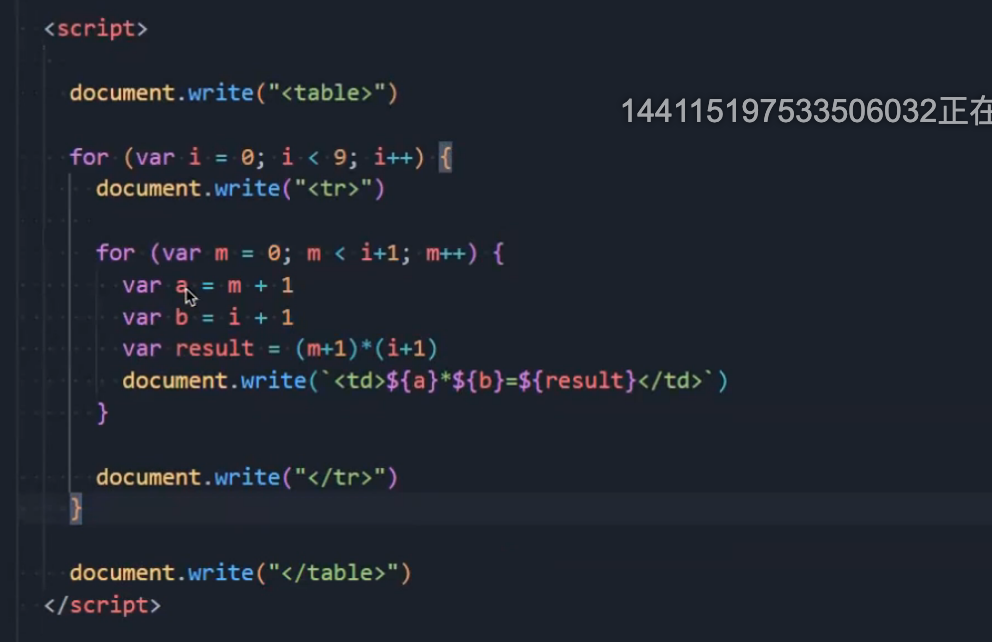 <script>
document.write("<table>")
144115197533506032正在
for (var i = 0; i < 9; i++) {
document.write("<tr>")
for (var m = 0; m < i+1; m++) {
var a = m + 1
var b = i + 1
var result = (m+1)*(i+1)
document.write(`<td>${a}*${b}=${result}</td>`)
}
document.write("</tr>")
}
document.write("</table>")
</script>